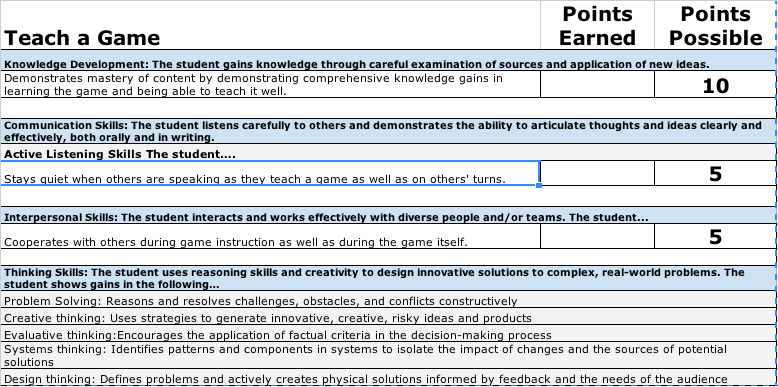 Teach a Game
Points
Earned
Points
Possible
Knowledge Development: The student gains knowledge through careful examination of sources and application of new ideas.
Demonstrates mastery of content by demonstrating comprehensive knowledge gains in
learning the game and being able to teach it well.
10
Communication Skills: The student listens carefully to others and demonstrates the ability to articulate thoughts and ideas clearly and
effectively, both orally and in writing.
Active Listening Skills The student....
Stays quiet when others are speaking as they teach a game as well as on others' turns.
5
Interpersonal Skills: The student interacts and works effectively with diverse people and/or teams. The student...
Cooperates with others during game instruction as well as during the game itself.
5
Thinking Skills: The student uses reasoning skills and creativity to design innovative solutions to complex, real-world problems. The
student shows gains in the following...
Problem Solving: Reasons and resolves challenges, obstacles, and conflicts constructively
Creative thinking: Uses strategies to generate innovative, creative, risky ideas and products
Evaluative thinking:Encourages the application of factual criteria in the decision-making process
Systems thinking: Identifies patterns and components in systems to isolate the impact of changes and the sources of potential
solutions
Design thinking: Defines problems and actively creates physical solutions informed by feedback and the needs of the audience